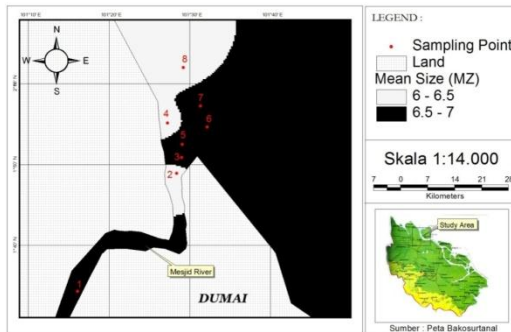 101°10'E 101°20'E 101°30'E 101°40'E
N
W E
S
8
7
4
6
5
3
2
1
Mesjid River
DUMAI
LEGEND :
Sampling Point
Land
Mean Size (MZ)
6 - 6.5
6.5 - 7
Skala 1:14.000
7 0 7 14 21 28
Kilometers
Study Area
Sumber : Peta Bakosurtanal